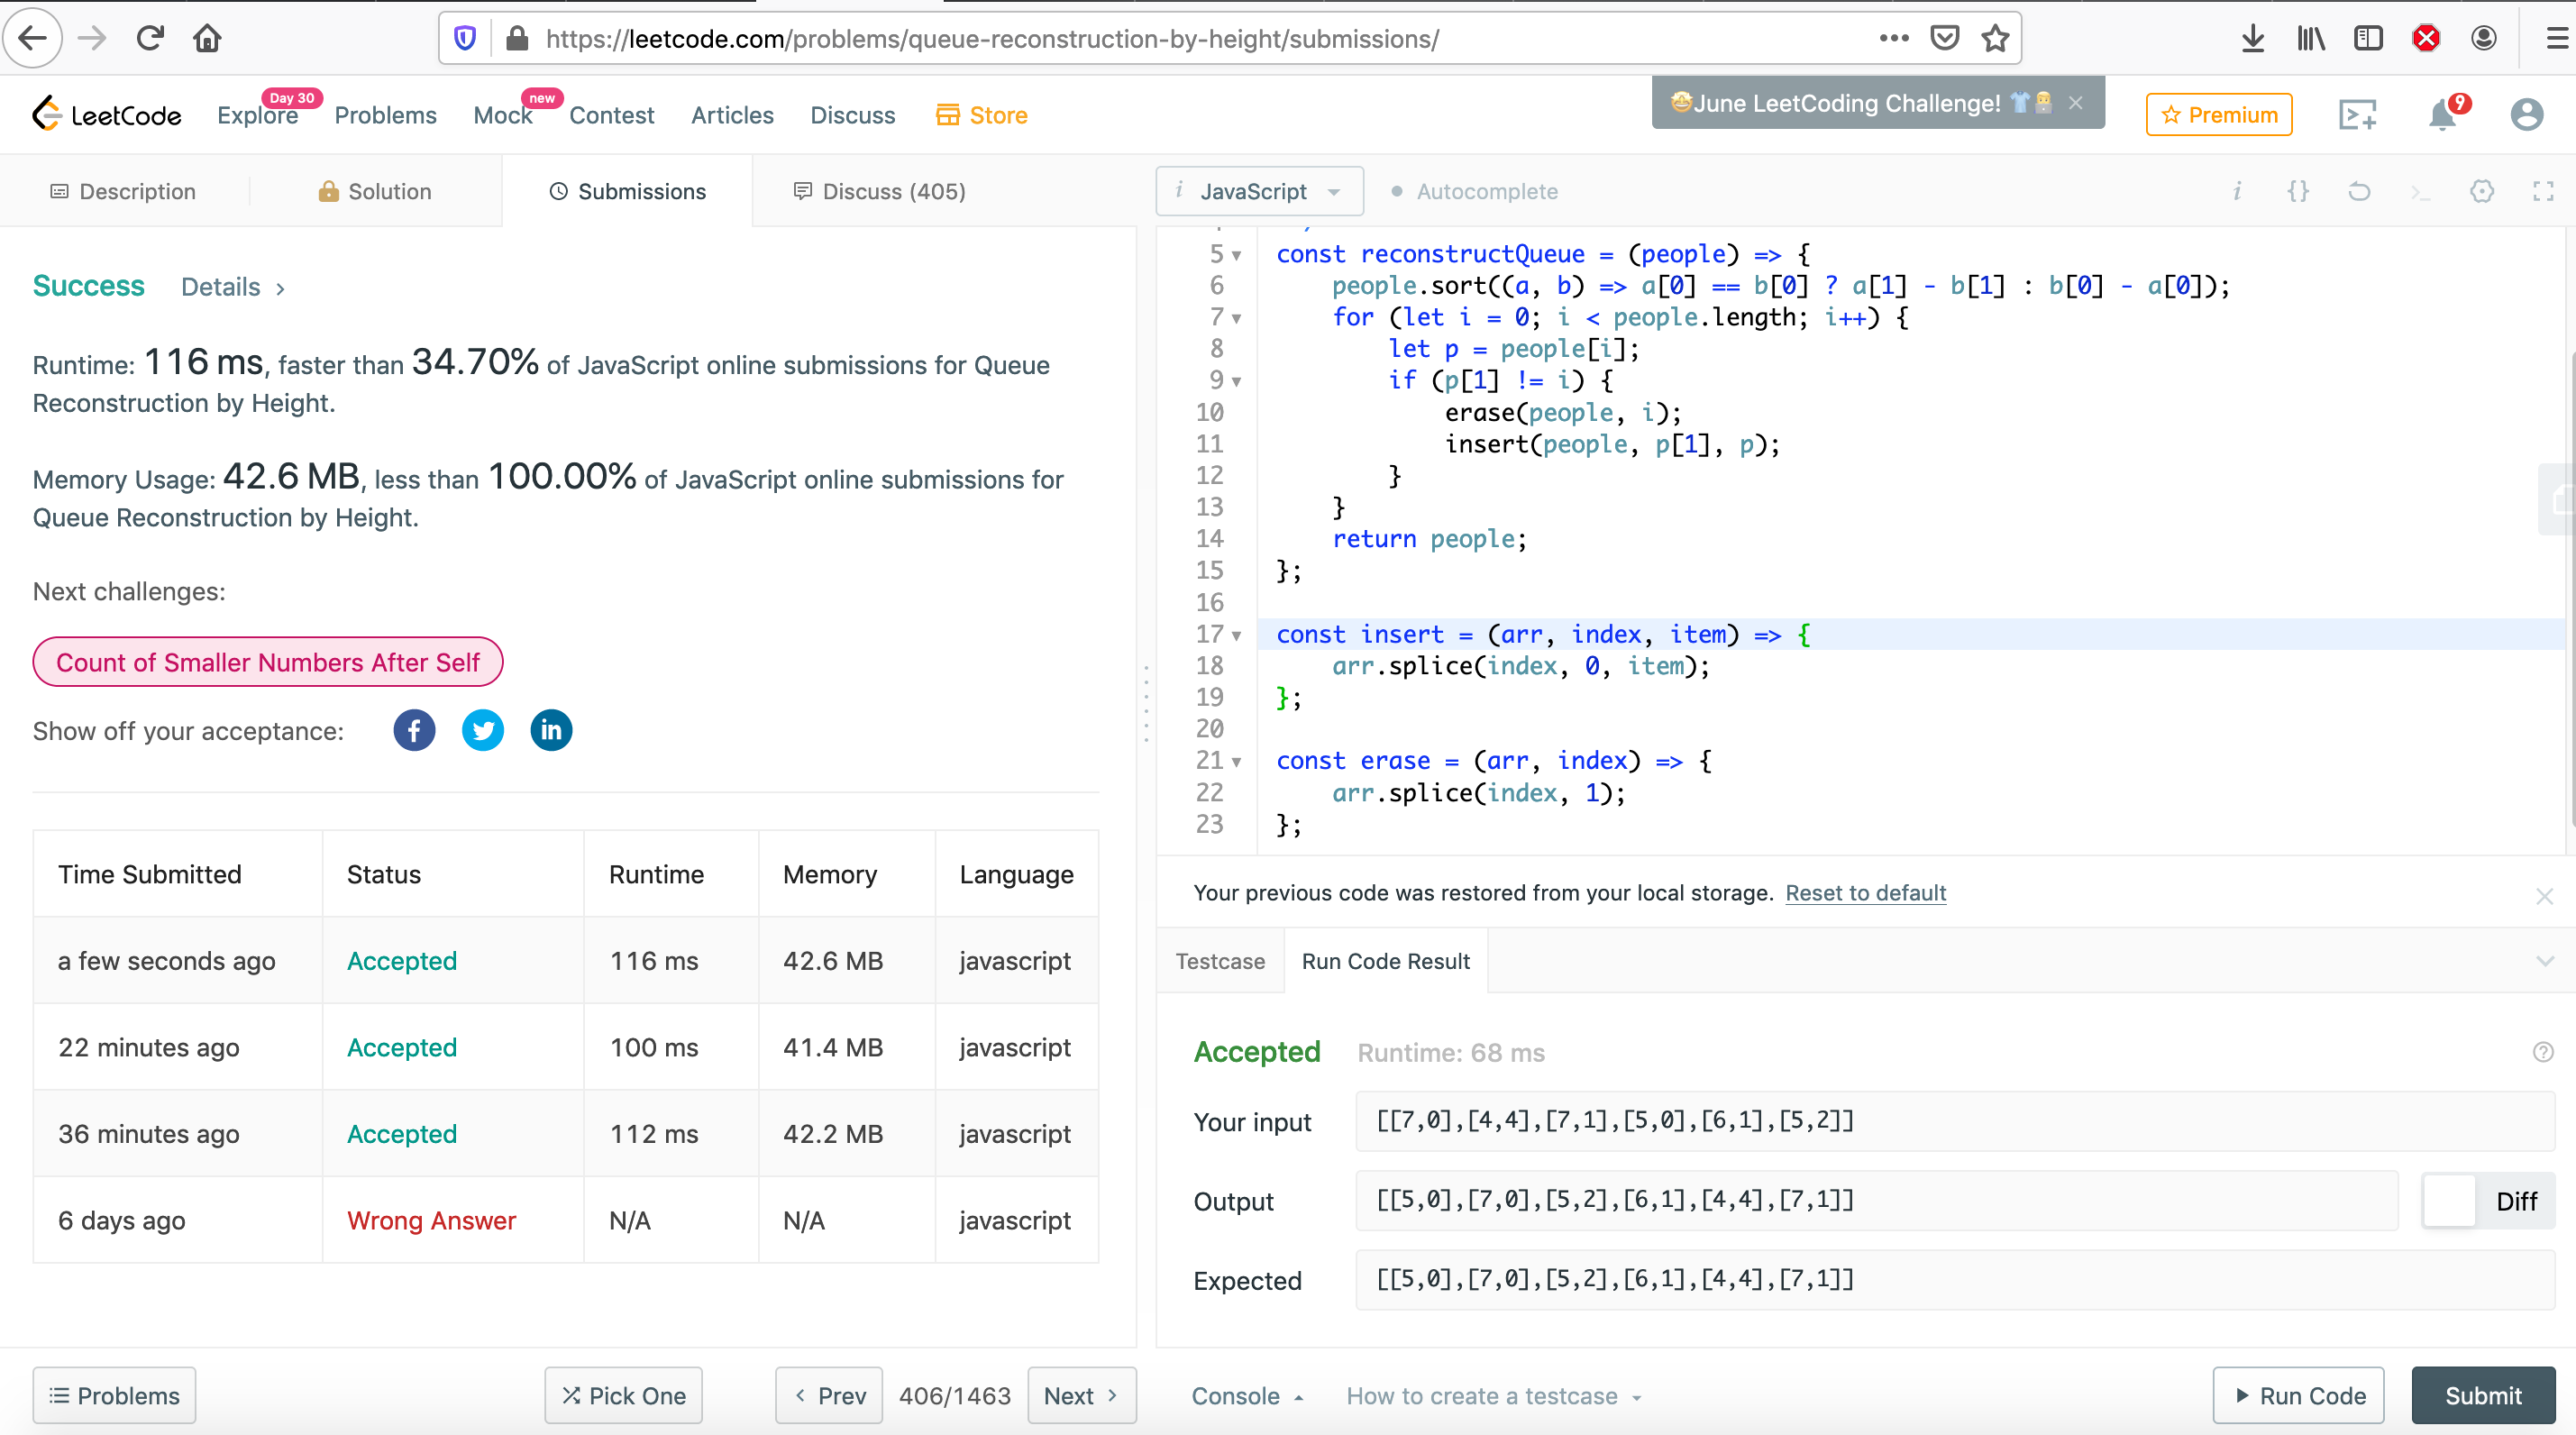 https://leetcode.com/problems/queue-reconstruction-by-height/submissions/
LeetCode
Explore
Day 30
Problems
Mock
new
Contest
Articles
Discuss
Store
June LeetCoding Challenge!
Premium
9
Description
Solution
Submissions
Discuss (405)
Success
Details
Runtime: 116 ms, faster than 34.70% of JavaScript online submissions for Queue
Reconstruction by Height.
Memory Usage: 42.6 MB, less than 100.00% of JavaScript online submissions for
Queue Reconstruction by Height.
Next challenges:
Count of Smaller Numbers After Self
Show off your acceptance:
Time Submitted Status Runtime Memory Language
a few seconds ago Accepted 116 ms 42.6 MB javascript
22 minutes ago Accepted 100 ms 41.4 MB javascript
36 minutes ago Accepted 112 ms 42.2 MB javascript
6 days ago Wrong Answer N/A N/A javascript
Problems
Pick One
Prev
406/1463
Next
i JavaScript
Autocomplete
5 const reconstructQueue = (people) => {
6     people.sort((a, b) => a[0] == b[0] ? a[1] - b[1] : b[0] - a[0]);
7     for (let i = 0; i < people.length; i++) {
8         let p = people[i];
9         if (p[1] != i) {
10             erase(people, i);
11             insert(people, p[1], p);
12         }
13     }
14     return people;
15 };
16
17 const insert = (arr, index, item) => {
18     arr.splice(index, 0, item);
19 };
20
21 const erase = (arr, index) => {
22     arr.splice(index, 1);
23 };
Your previous code was restored from your local storage. Reset to default
Testcase
Run Code Result
Accepted Runtime: 68 ms
Your input [[7,0],[4,4],[7,1],[5,0],[6,1],[5,2]]
Output [[5,0],[7,0],[5,2],[6,1],[4,4],[7,1]]
Diff
Expected [[5,0],[7,0],[5,2],[6,1],[4,4],[7,1]]
Console
How to create a testcase
Run Code
Submit